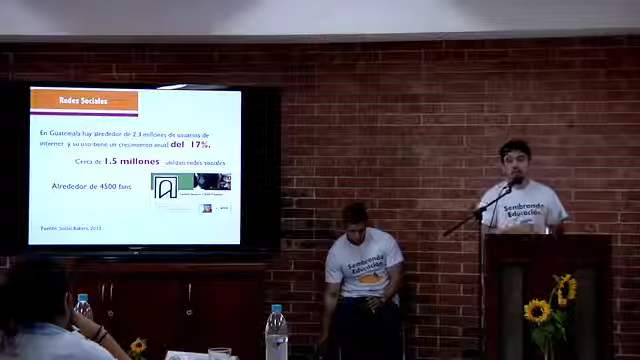 Redes Sociales
En Guatemala hay alrededor de 2.3 millones de usuarios de
internet y su uso tiene un crecimiento anual del 17%.
Cerca de 1.5 millones utilizan redes sociales
Alrededor de 4500 fans
Fuente: Social Bakers, 2013
Sembrando
Educación
Sembrando
Educación